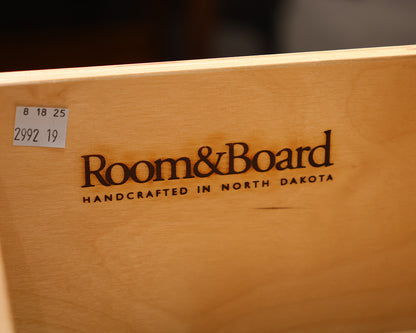 8 18 25
2992 19
Room&Board
HANDCRAFTED IN NORTH DAKOTA